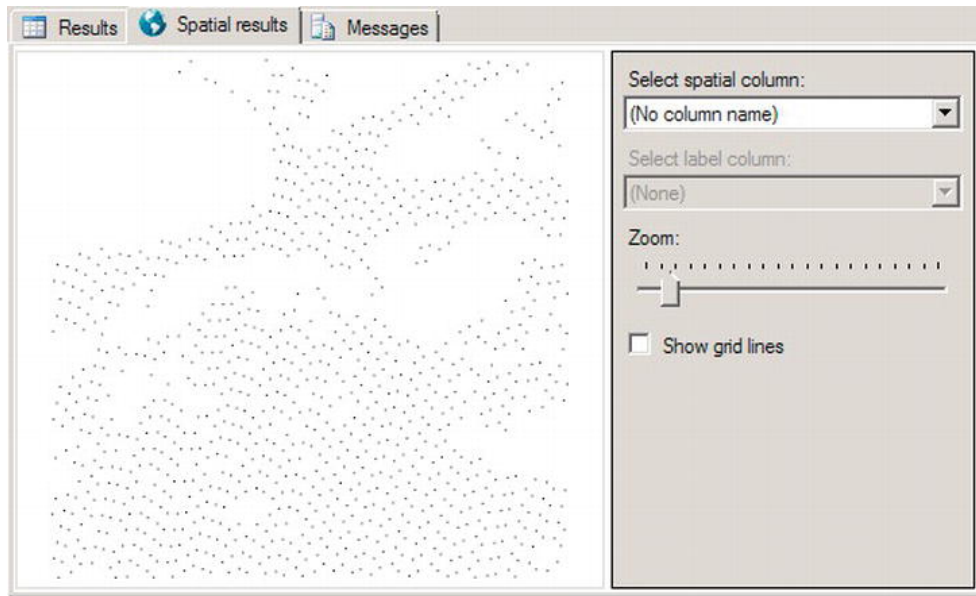 Results
Spatial results
Messages
Select spatial column:
(No column name)
Select label column:
(None)
Zoom:
Show grid lines